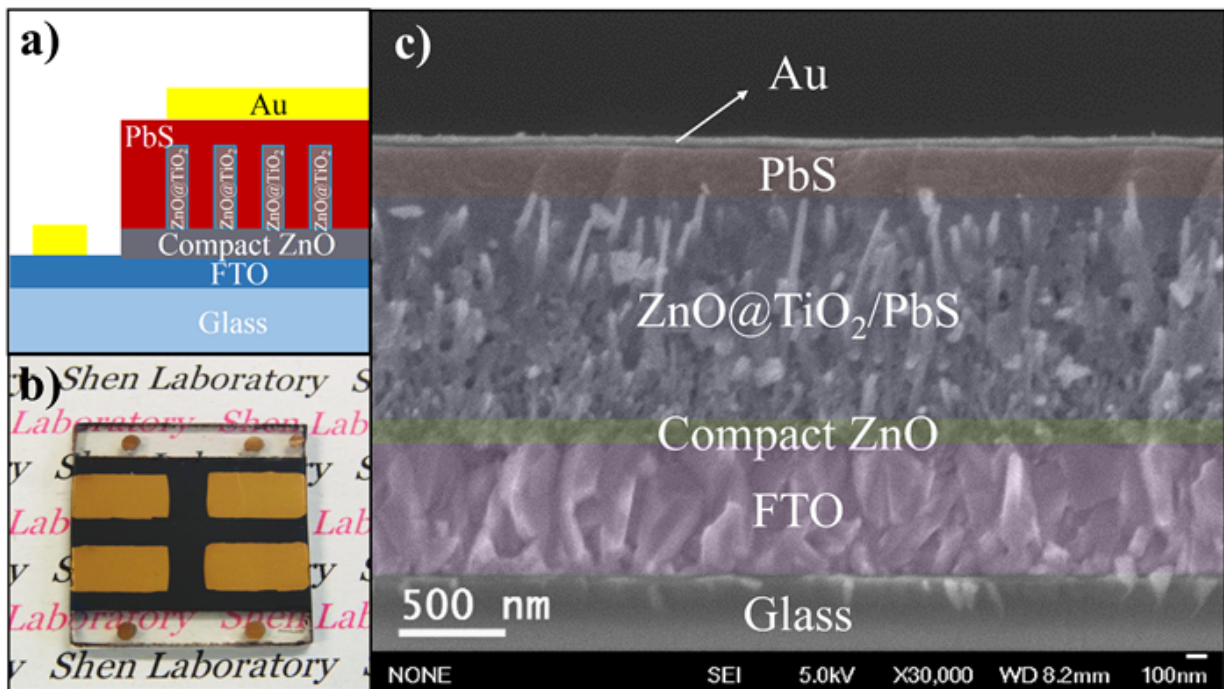 a)
Au
PbS
ZnO@TiO₂
ZnO@TiO₂
ZnO@TiO₂
ZnO@TiO₂
Compact ZnO
FTO
Glass
b)
Shen Laboratory
Laboratory Shen Lab
Laboratory
Shen Laboratory
c)
Au
PbS
ZnO@TiO₂/PbS
Compact ZnO
FTO
500 nm
Glass
NONE SEI 5.0kV X30,000 WD 8.2mm 100nm